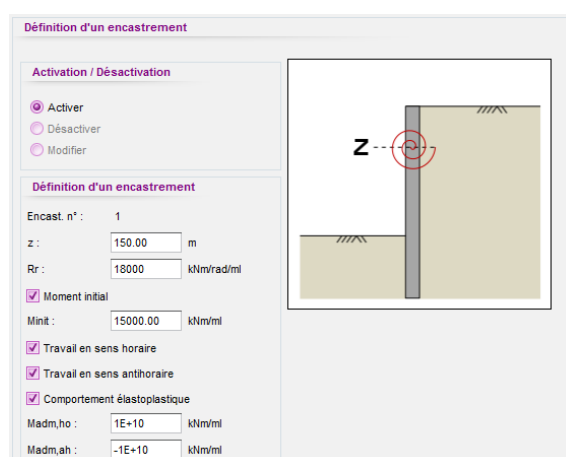 Définition d'un encastrement
Activation / Désactivation
Activer
Désactiver
Modifier
Z
Définition d'un encastrement
Encast. n° : 1
z : 150.00 m
Rr : 18000 kNm/rad/ml
Moment initial
Minit : 15000.00 kNm/ml
Travail en sens horaire
Travail en sens antihoraire
Comportement élastoplastique
Madm,ho : 1E+10 kNm/ml
Madm,ah : -1E+10 kNm/ml